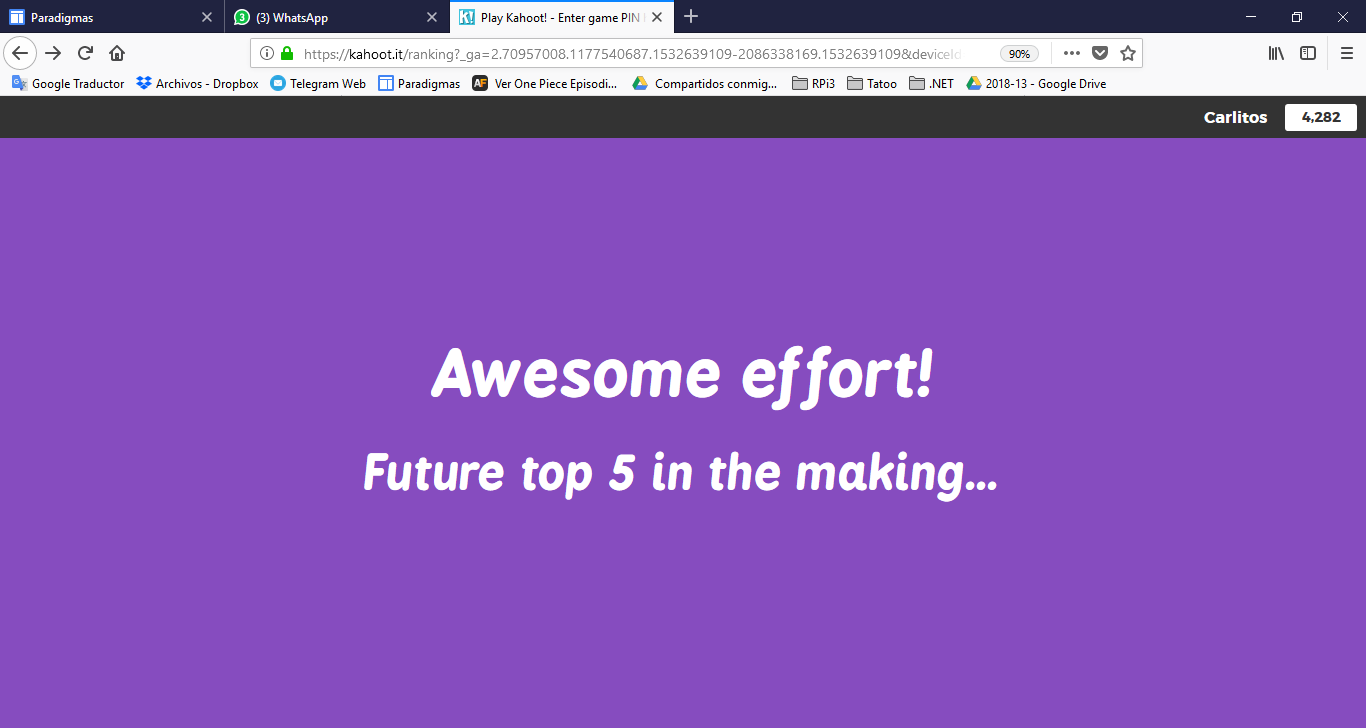 Paradigmas
3 (3) WhatsApp
K! Play Kahoot! - Enter game PIN
https://kahoot.it/ranking?_ga=2.70957008.1177540687.1532639109-2086338169.1532639109&deviceId
90%
Google Traductor
Archivos - Dropbox
Telegram Web
Paradigmas
AF Ver One Piece Episodi...
Compartidos conmig...
RPi3
Tatoo
.NET
2018-13 - Google Drive
Carlitos 4,282
Awesome effort!
Future top 5 in the making...